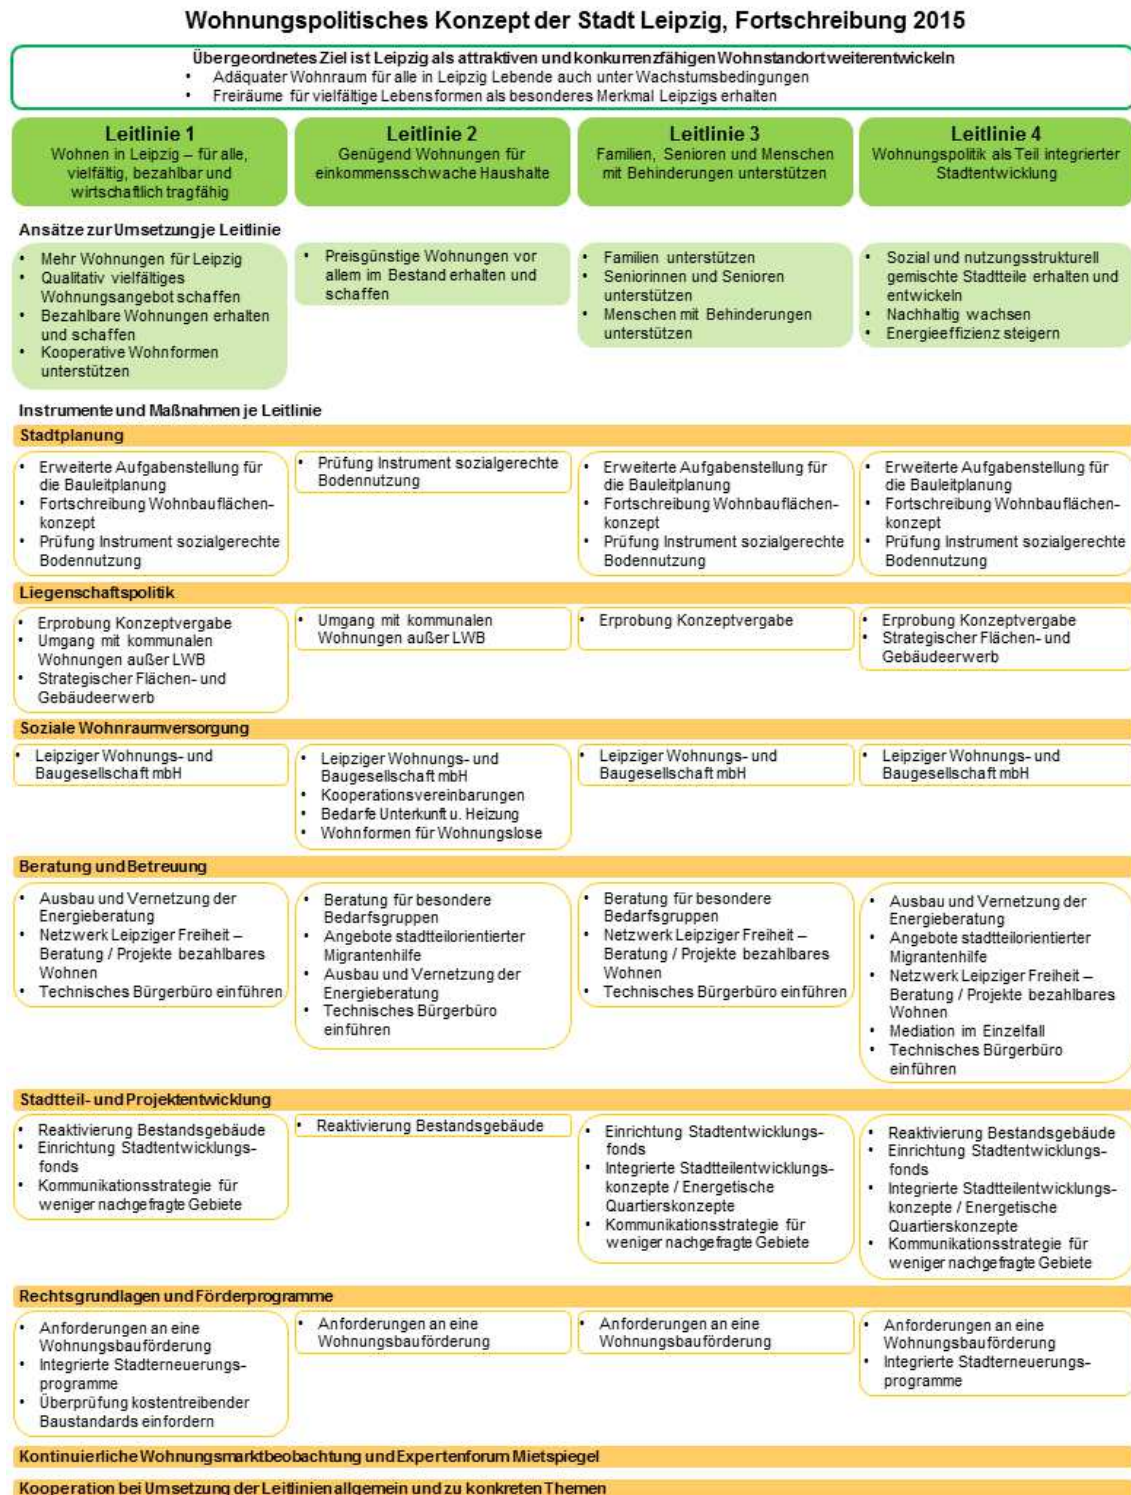 Wohnungspolitisches Konzept der Stadt Leipzig, Fortschreibung 2015
Übergeordnetes Ziel ist Leipzig als attraktiven und konkurrenzfähigen Wohnstandort weiterentwickeln
• Adäquater Wohnraum für alle in Leipzig Lebende auch unter Wachstumsbedingungen
• Freiräume für vielfältige Lebensformen als besonderes Merkmal Leipzigs erhalten
Leitlinie 1
Wohnen in Leipzig – für alle,
vielfältig, bezahlbar und
wirtschaftlich tragfähig
Leitlinie 2
Genügend Wohnungen für
einkommensschwache Haushalte
Leitlinie 3
Familien, Senioren und Menschen
mit Behinderungen unterstützen
Leitlinie 4
Wohnungspolitik als Teil integrierter
Stadtentwicklung
Ansätze zur Umsetzung je Leitlinie
• Mehr Wohnungen für Leipzig
• Qualitativ vielfältiges
Wohnungsangebot schaffen
• Bezahlbare Wohnungen erhalten
und schaffen
• Kooperative Wohnformen
unterstützen
• Preisgünstige Wohnungen vor
allem im Bestand erhalten und
schaffen
• Familien unterstützen
• Seniorinnen und Senioren
unterstützen
• Menschen mit Behinderungen
unterstützen
• Sozial und nutzungsstrukturell
gemischte Stadtteile erhalten und
entwickeln
• Nachhaltig wachsen
• Energieeffizienz steigern
Instrumente und Maßnahmen je Leitlinie
Stadtplanung
• Erweiterte Aufgabenstellung für
die Bauleitplanung
• Fortschreibung Wohnbauflächen-
konzept
• Prüfung Instrument sozialgerechte
Bodennutzung
• Prüfung Instrument sozialgerechte
Bodennutzung
• Erweiterte Aufgabenstellung für
die Bauleitplanung
• Fortschreibung Wohnbauflächen-
konzept
• Prüfung Instrument sozialgerechte
Bodennutzung
• Erweiterte Aufgabenstellung für
die Bauleitplanung
• Fortschreibung Wohnbauflächen-
konzept
• Prüfung Instrument sozialgerechte
Bodennutzung
Liegenschaftspolitik
• Erprobung Konzeptvergabe
• Umgang mit kommunalen
Wohnungen außer LWB
• Strategischer Flächen- und
Gebäudeerwerb
• Umgang mit kommunalen
Wohnungen außer LWB
• Erprobung Konzeptvergabe
• Erprobung Konzeptvergabe
• Strategischer Flächen- und
Gebäudeerwerb
Soziale Wohnraumversorgung
• Leipziger Wohnungs- und
Baugesellschaft mbH
• Leipziger Wohnungs- und
Baugesellschaft mbH
• Kooperationsvereinbarungen
• Bedarfe Unterkunft u. Heizung
• Wohnformen für Wohnungslose
• Leipziger Wohnungs- und
Baugesellschaft mbH
• Leipziger Wohnungs- und
Baugesellschaft mbH
Beratung und Betreuung
• Ausbau und Vernetzung der
Energieberatung
• Netzwerk Leipziger Freiheit –
Beratung / Projekte bezahlbares
Wohnen
• Technisches Bürgerbüro einführen
• Beratung für besondere
Bedarfsgruppen
• Angebote stadtteilorientierter
Migrantenhilfe
• Ausbau und Vernetzung der
Energieberatung
• Technisches Bürgerbüro
einführen
• Beratung für besondere
Bedarfsgruppen
• Netzwerk Leipziger Freiheit –
Beratung / Projekte bezahlbares
Wohnen
• Technisches Bürgerbüro einführen
• Ausbau und Vernetzung der
Energieberatung
• Angebote stadtteilorientierter
Migrantenhilfe
• Netzwerk Leipziger Freiheit –
Beratung / Projekte bezahlbares
Wohnen
• Mediation im Einzelfall
• Technisches Bürgerbüro
einführen
Stadtteil- und Projektentwicklung
• Reaktivierung Bestandsgebäude
• Einrichtung Stadtentwicklungs-
fonds
• Kommunikationsstrategie für
weniger nachgefragte Gebiete
• Reaktivierung Bestandsgebäude
• Einrichtung Stadtentwicklungs-
fonds
• Integrierte Stadtteilentwicklungs-
konzepte / Energetische
Quartierskonzepte
• Kommunikationsstrategie für
weniger nachgefragte Gebiete
• Reaktivierung Bestandsgebäude
• Einrichtung Stadtentwicklungs-
fonds
• Integrierte Stadtteilentwicklungs-
konzepte / Energetische
Quartierskonzepte
• Kommunikationsstrategie für
weniger nachgefragte Gebiete
Rechtsgrundlagen und Förderprogramme
• Anforderungen an eine
Wohnungsbauförderung
• Integrierte Stadterneuerungs-
programme
• Überprüfung kostentreibender
Baustandards einfordern
• Anforderungen an eine
Wohnungsbauförderung
• Anforderungen an eine
Wohnungsbauförderung
• Anforderungen an eine
Wohnungsbauförderung
• Integrierte Stadterneuerungs-
programme
Kontinuierliche Wohnungsmarktbeobachtung und Expertenforum Mietspiegel
Kooperation bei Umsetzung der Leitlinien allgemein und zu konkreten Themen